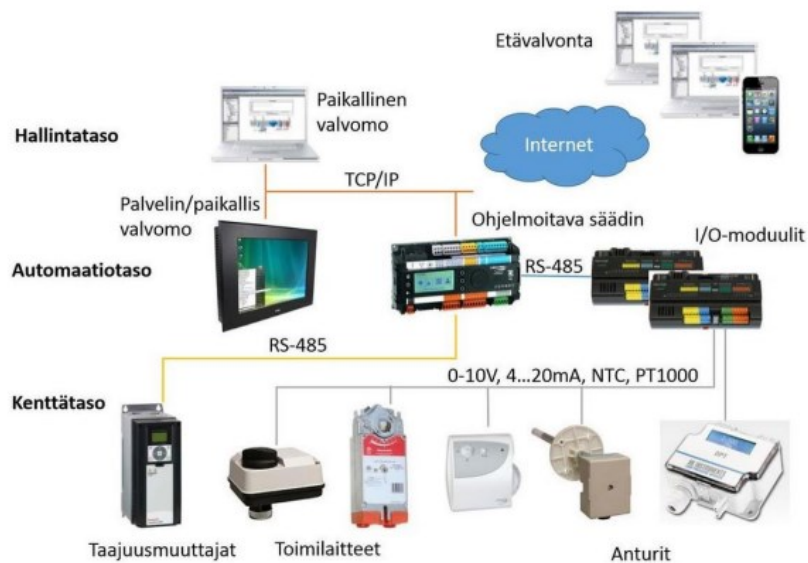 Etävalvonta
Paikallinen
valvomo
Hallintataso
Internet
TCP/IP
Palvelin/paikallis
valvomo
Ohjelmoitava säädin
I/O-moduulit
Automaatiotaso
RS-485
RS-485
0-10V, 4...20mA, NTC, PT1000
Kenttätaso
DPT
Taajuusmuuttajat
Toimilaitteet
Anturit